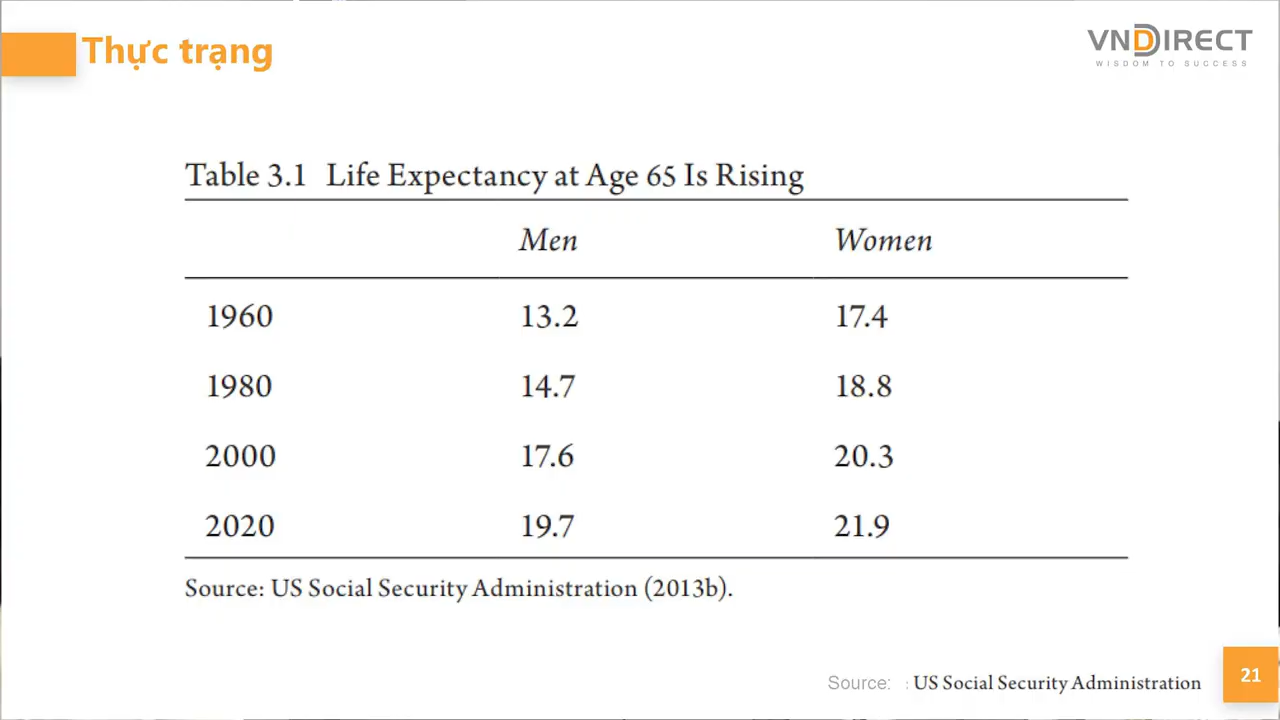 Thực trạng
VNDIRECT
WISDOM TO SUCCESS
Table 3.1 Life Expectancy at Age 65 Is Rising
Men Women
1960 13.2 17.4
1980 14.7 18.8
2000 17.6 20.3
2020 19.7 21.9
Source: US Social Security Administration (2013b).
Source: : US Social Security Administration
21